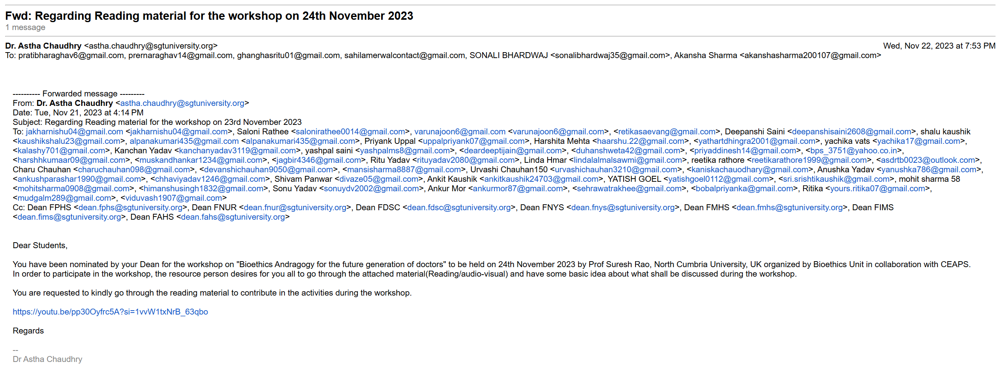 Fwd: Regarding Reading material for the workshop on 24th November 2023
1 message
Dr. Astha Chaudhry <astha.chaudhry@sgtuniversity.org> Wed, Nov 22, 2023 at 7:53 PM
To: pratibharaghav6@gmail.com, prernaraghav14@gmail.com, ghanghasritu01@gmail.com, sahilamerwalcontact@gmail.com, SONALI BHARDWAJ <sonalibhardwaj35@gmail.com>, Akansha Sharma <akanshasharma200107@gmail.com>
---------- Forwarded message ---------
From: Dr. Astha Chaudhry <astha.chaudhry@sgtuniversity.org>
Date: Tue, Nov 21, 2023 at 4:14 PM
Subject: Regarding Reading material for the workshop on 23rd November 2023
To: jakharnishu04@gmail.com <jakharnishu04@gmail.com>, Saloni Rathee <salonirathee0014@gmail.com>, varunajoon6@gmail.com <varunajoon6@gmail.com>, <retikasaevang@gmail.com>, Deepanshi Saini <deepanshisaini2608@gmail.com>, shalu kaushik
<kaushikshalu23@gmail.com>, alpanakumari435@gmail.com <alpanakumari435@gmail.com>, Priyank Uppal <uppalpriyank07@gmail.com>, Harshita Mehta <haarshu.22@gmail.com>, <yathartdhingra2001@gmail.com>, yachika vats <yachika17@gmail.com>,
<kalashy701@gmail.com>, Kanchan Yadav <kanchanyadav3119@gmail.com>, yashpal saini <yashpalms8@gmail.com>, <deardeeptijain@gmail.com>, <duhanshweta42@gmail.com>, <priyaddinesh14@gmail.com>, <bps_3751@yahoo.co.in>,
<harshhkumaar09@gmail.com>, <muskandhankar1234@gmail.com>, <jagbir4346@gmail.com>, Ritu Yadav <rituyadav2080@gmail.com>, Linda Hmar <lindalalmalsawmi@gmail.com>, reetika rathore <reetikarathore1999@gmail.com>, <asdrtb0023@outlook.com>,
Charu Chauhan <charuchauhan098@gmail.com>, <devanshichauhan9050@gmail.com>, <mansisharma8887@gmail.com>, Urvashi Chauhan150 <urvashichauhan3210@gmail.com>, <kaniskachauodhary@gmail.com>, Anushka Yadav <yanushka786@gmail.com>,
<ankushparashar1990@gmail.com>, <chhaviyadav1246@gmail.com>, Shivam Panwar <divaze05@gmail.com>, Ankit Kaushik <ankitkaushik24703@gmail.com>, YATISH GOEL <yatishgoel0112@gmail.com>, <sri.srishtikaushik@gmail.com>, mohit sharma 58
<mohitsharma0908@gmail.com>, <himanshusingh1832@gmail.com>, Sonu Yadav <sonuydv2002@gmail.com>, Ankur Mor <ankurmor87@gmail.com>, <sehrawatrakhee@gmail.com>, <bobalpriyanka@gmail.com>, Ritika <yours.ritika07@gmail.com>,
<mudgalm289@gmail.com>, <viduvash1907@gmail.com>
Cc: Dean FPHS <dean.fphs@sgtuniversity.org>, Dean FNUR <dean.fnur@sgtuniversity.org>, Dean FDSC <dean.fdsc@sgtuniversity.org>, Dean FNYS <dean.fnys@sgtuniversity.org>, Dean FMHS <dean.fmhs@sgtuniversity.org>, Dean FIMS
<dean.fims@sgtuniversity.org>, Dean FAHS <dean.fahs@sgtuniversity.org>
Dear Students,
You have been nominated by your Dean for the workshop on "Bioethics Andragogy for the future generation of doctors" to be held on 24th November 2023 by Prof Suresh Rao, North Cumbria University, UK organized by Bioethics Unit in collaboration with CEAPS.
In order to participate in the workshop, the resource person desires for you all to go through the attached material(Reading/audio-visual) and have some basic idea about what shall be discussed during the workshop.
You are requested to kindly go through the reading material to contribute in the activities during the workshop.
https://youtu.be/pp30Oyfrc5A?si=1vvW1txNrB_63qbo
Regards
--
Dr Astha Chaudhry